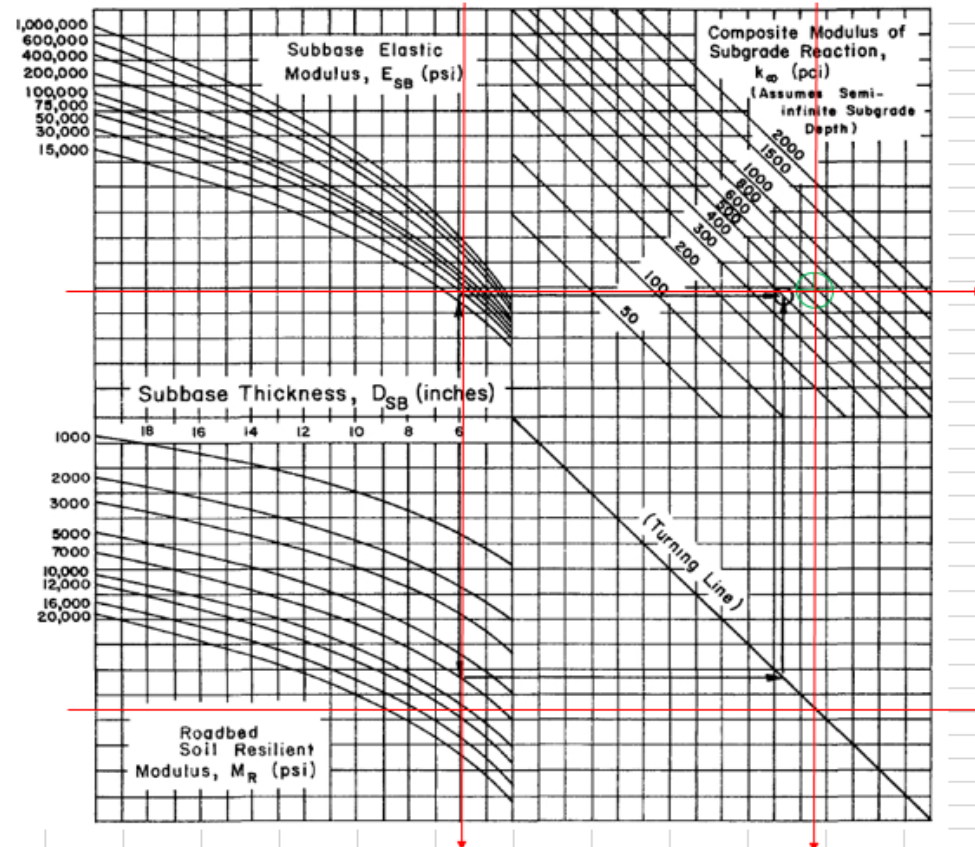 1,000,000
600,000
400,000
200,000
100,000
75,000
50,000
30,000
15,000
Subbase Elastic
Modulus, E_SB (psi)
Composite Modulus of
Subgrade Reaction,
k∞ (pci)
(Assumes Semi-
infinite Subgrade
Depth)
2000
1500
1000
800
600
500
400
300
200
100
50
Subbase Thickness, D_SB (inches)
18 16 14 12 10 8 6
1000
2000
3000
5000
7000
10,000
12,000
16,000
20,000
(Turning Line)
Roadbed
Soil Resilient
Modulus, M_R (psi)